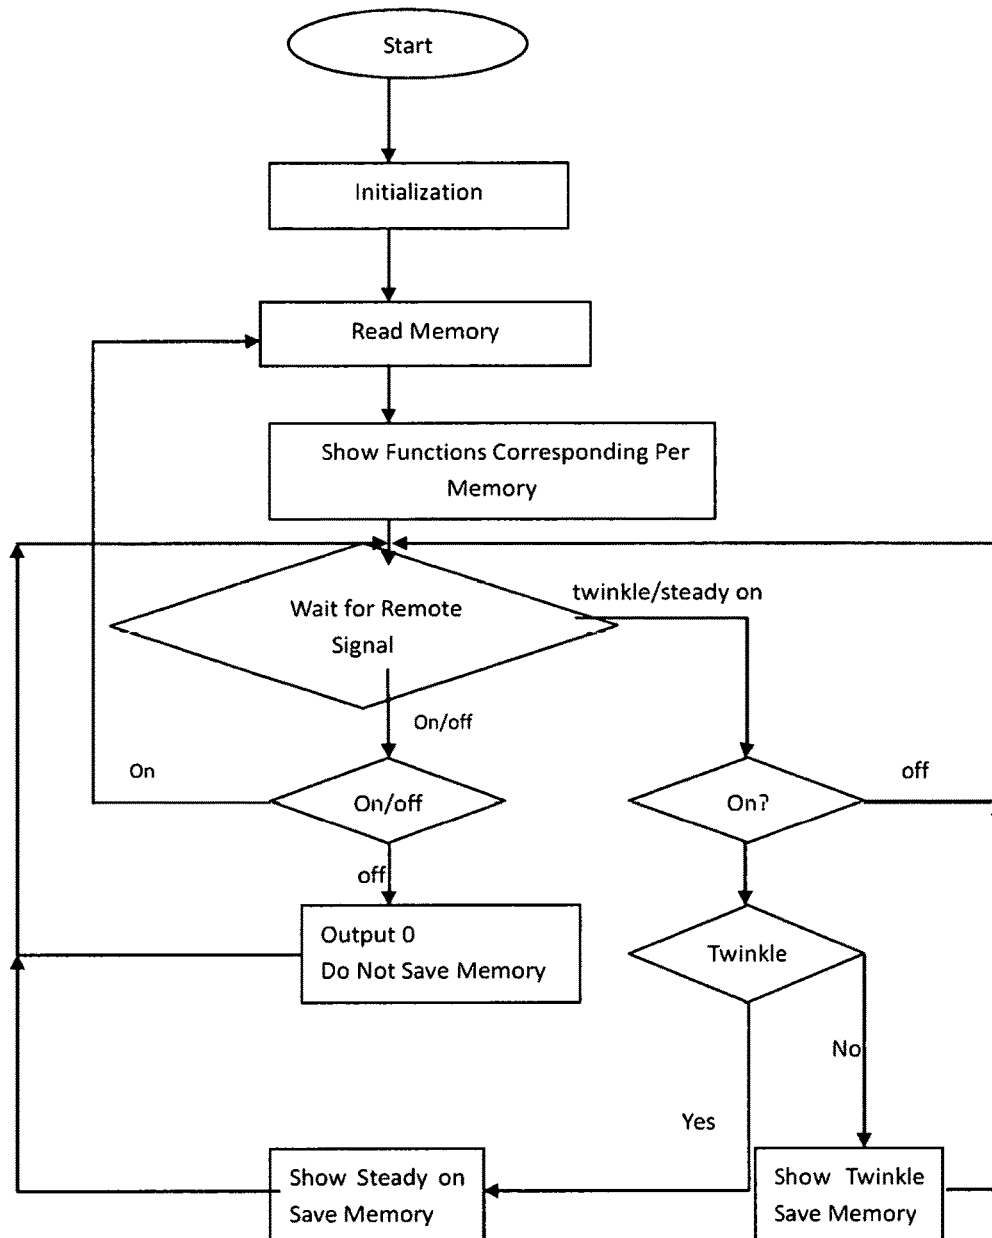 Start
Initialization
Read Memory
Show Functions Corresponding Per
Memory
twinkle/steady on
Wait for Remote
Signal
On/off
On
On/off
On?
off
off
Output 0
Do Not Save Memory
Twinkle
No
Yes
Show Steady on
Save Memory
Show Twinkle
Save Memory